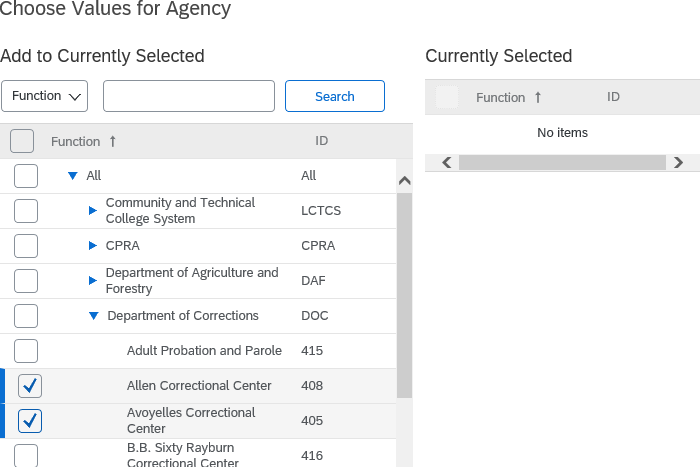 Choose Values for Agency
Add to Currently Selected
Currently Selected
Function
Search
Function ↑ ID
Function ↑ ID
No items
All All
Community and Technical
College System
LCTCS
CPRA CPRA
Department of Agriculture and
Forestry
DAF
Department of Corrections DOC
Adult Probation and Parole 415
Allen Correctional Center 408
Avoyelles Correctional
Center
405
B.B. Sixty Rayburn
Correctional Center
416